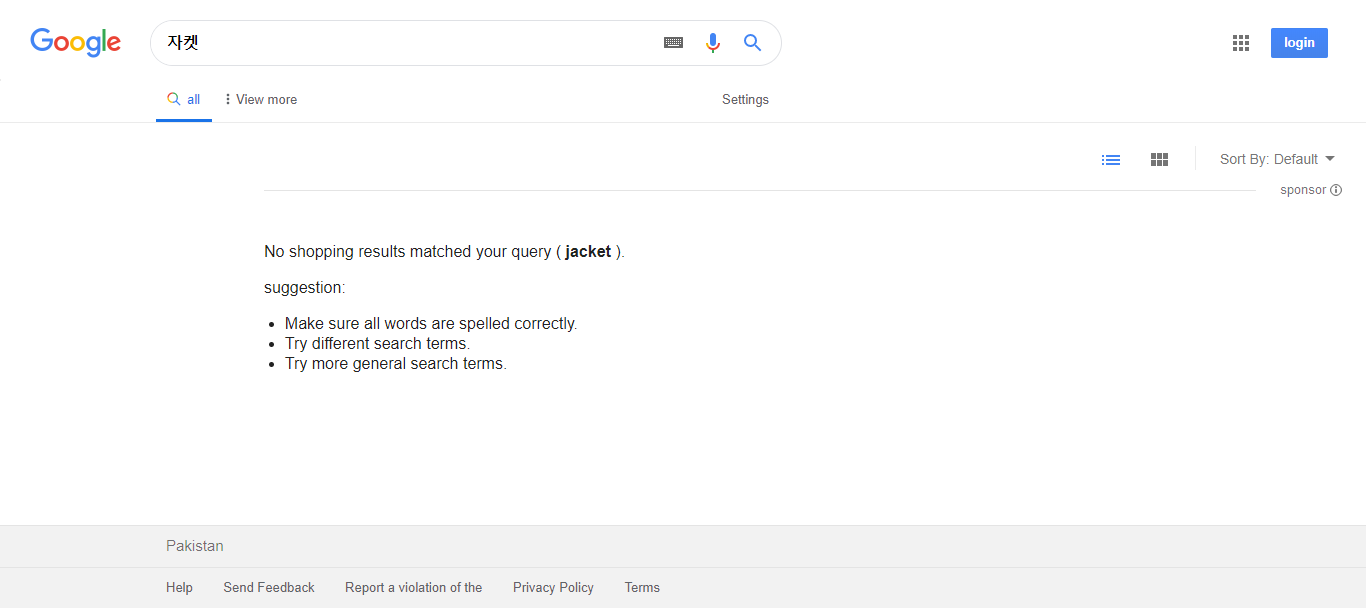 Google
자켓
login
all
View more
Settings
Sort By: Default
sponsor
No shopping results matched your query ( jacket ).
suggestion:
Make sure all words are spelled correctly.
Try different search terms.
Try more general search terms.
Pakistan
Help Send Feedback Report a violation of the Privacy Policy Terms